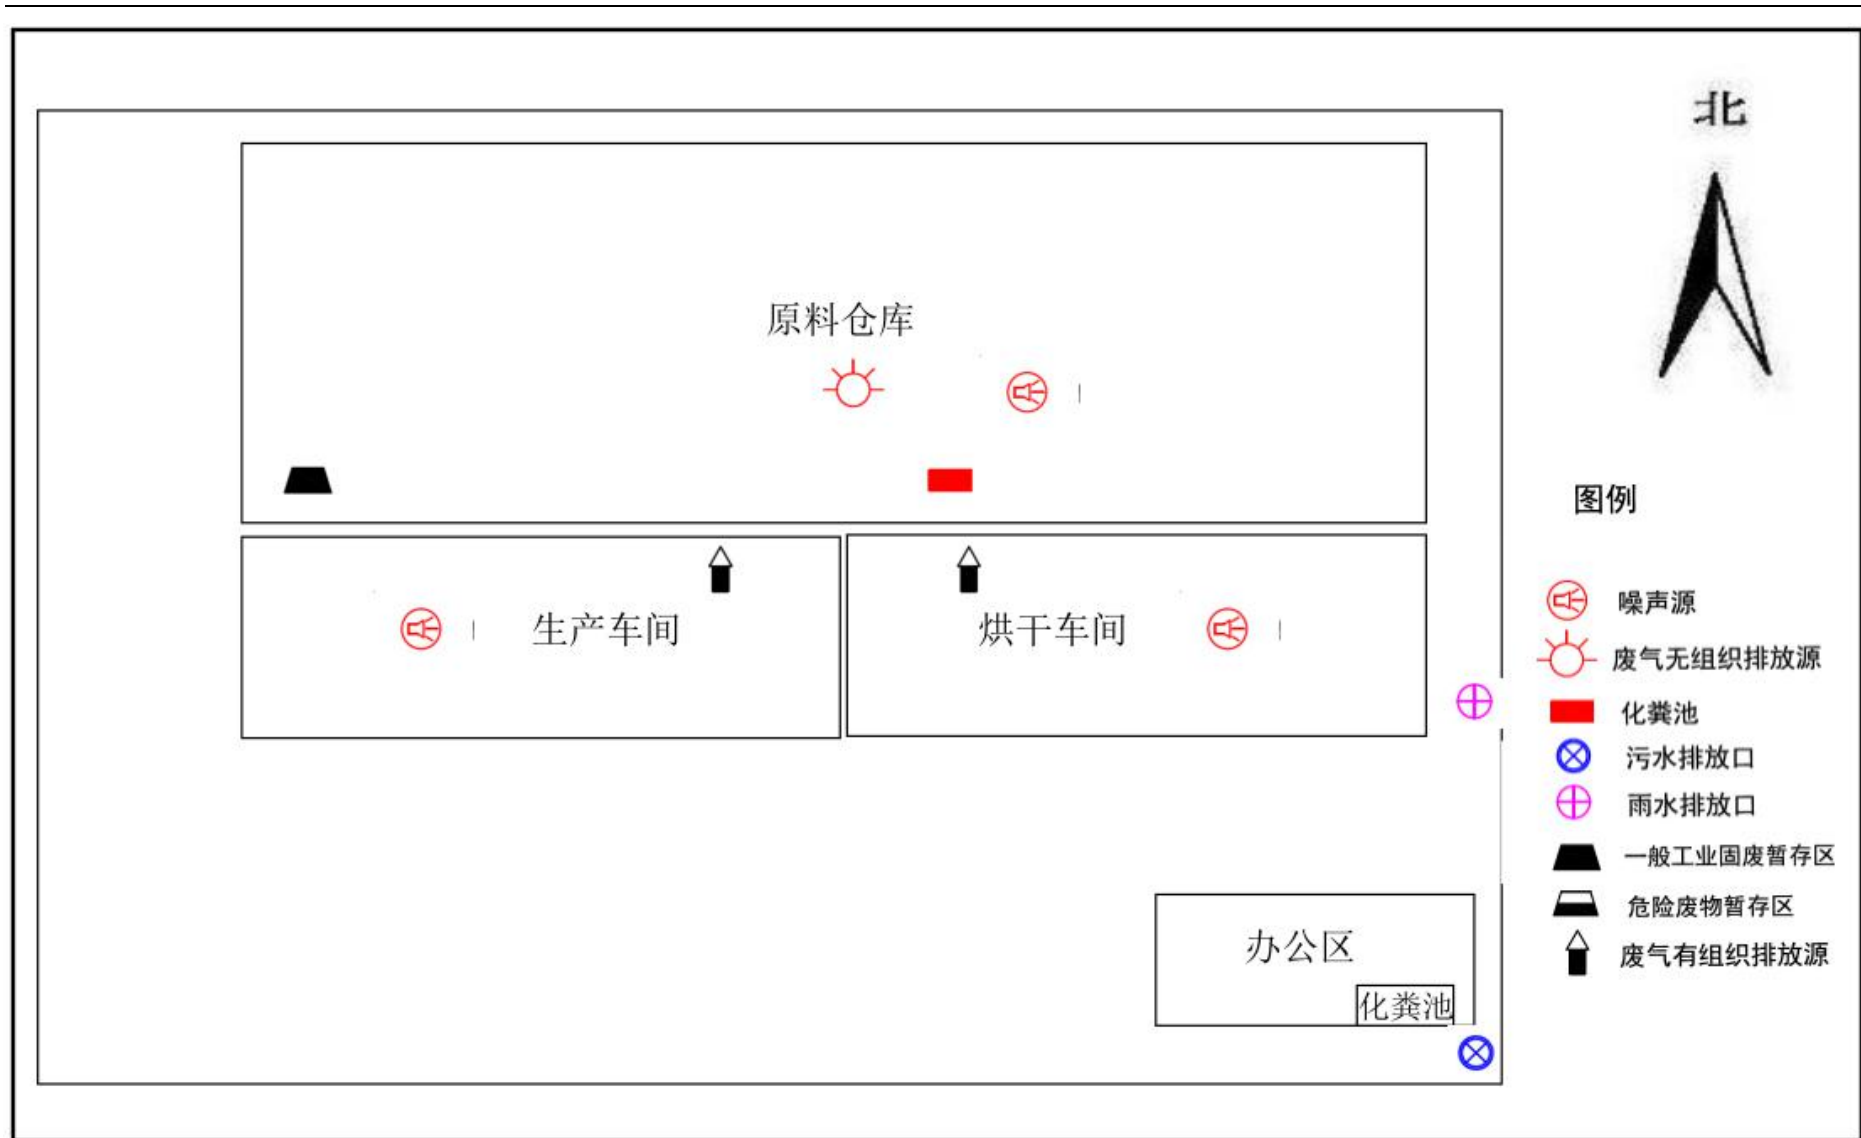 北
原料仓库
生产车间
烘干车间
办公区
化粪池
图例
噪声源
废气无组织排放源
化粪池
污水排放口
雨水排放口
一般工业固废暂存区
危险废物暂存区
废气有组织排放源